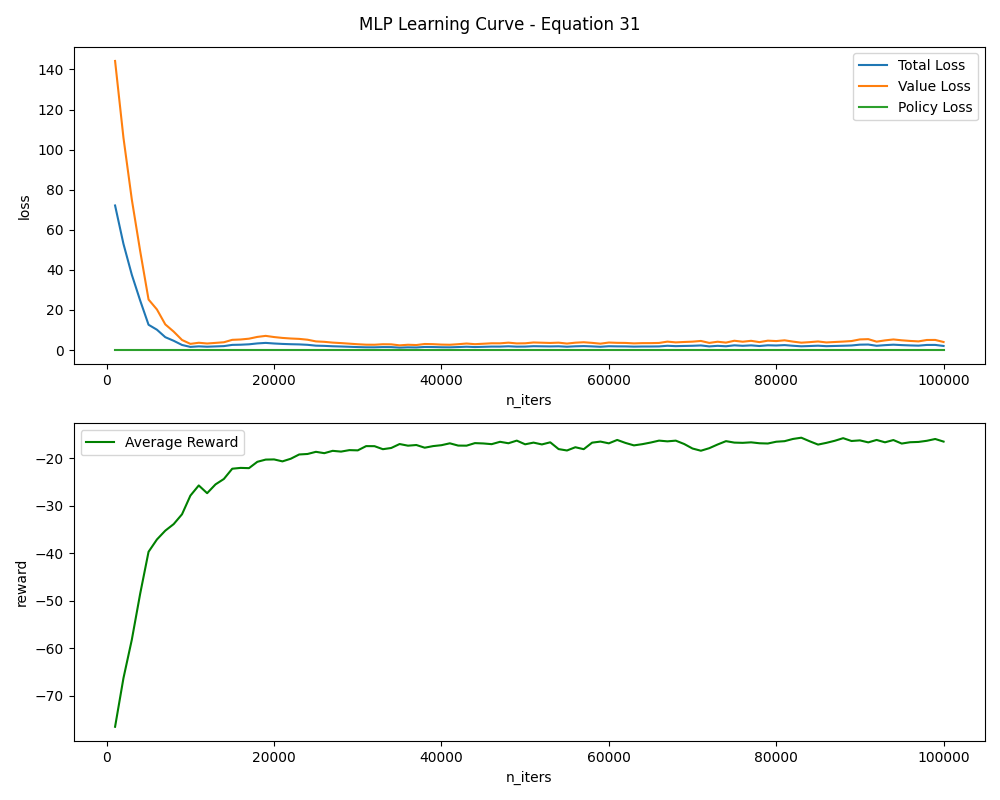 MLP Learning Curve - Equation 31
140
120
100
80
60
40
20
0
loss
Total Loss
Value Loss
Policy Loss
0 20000 40000 60000 80000 100000
n_iters
Average Reward
−20
−30
−40
−50
−60
−70
reward
0 20000 40000 60000 80000 100000
n_iters